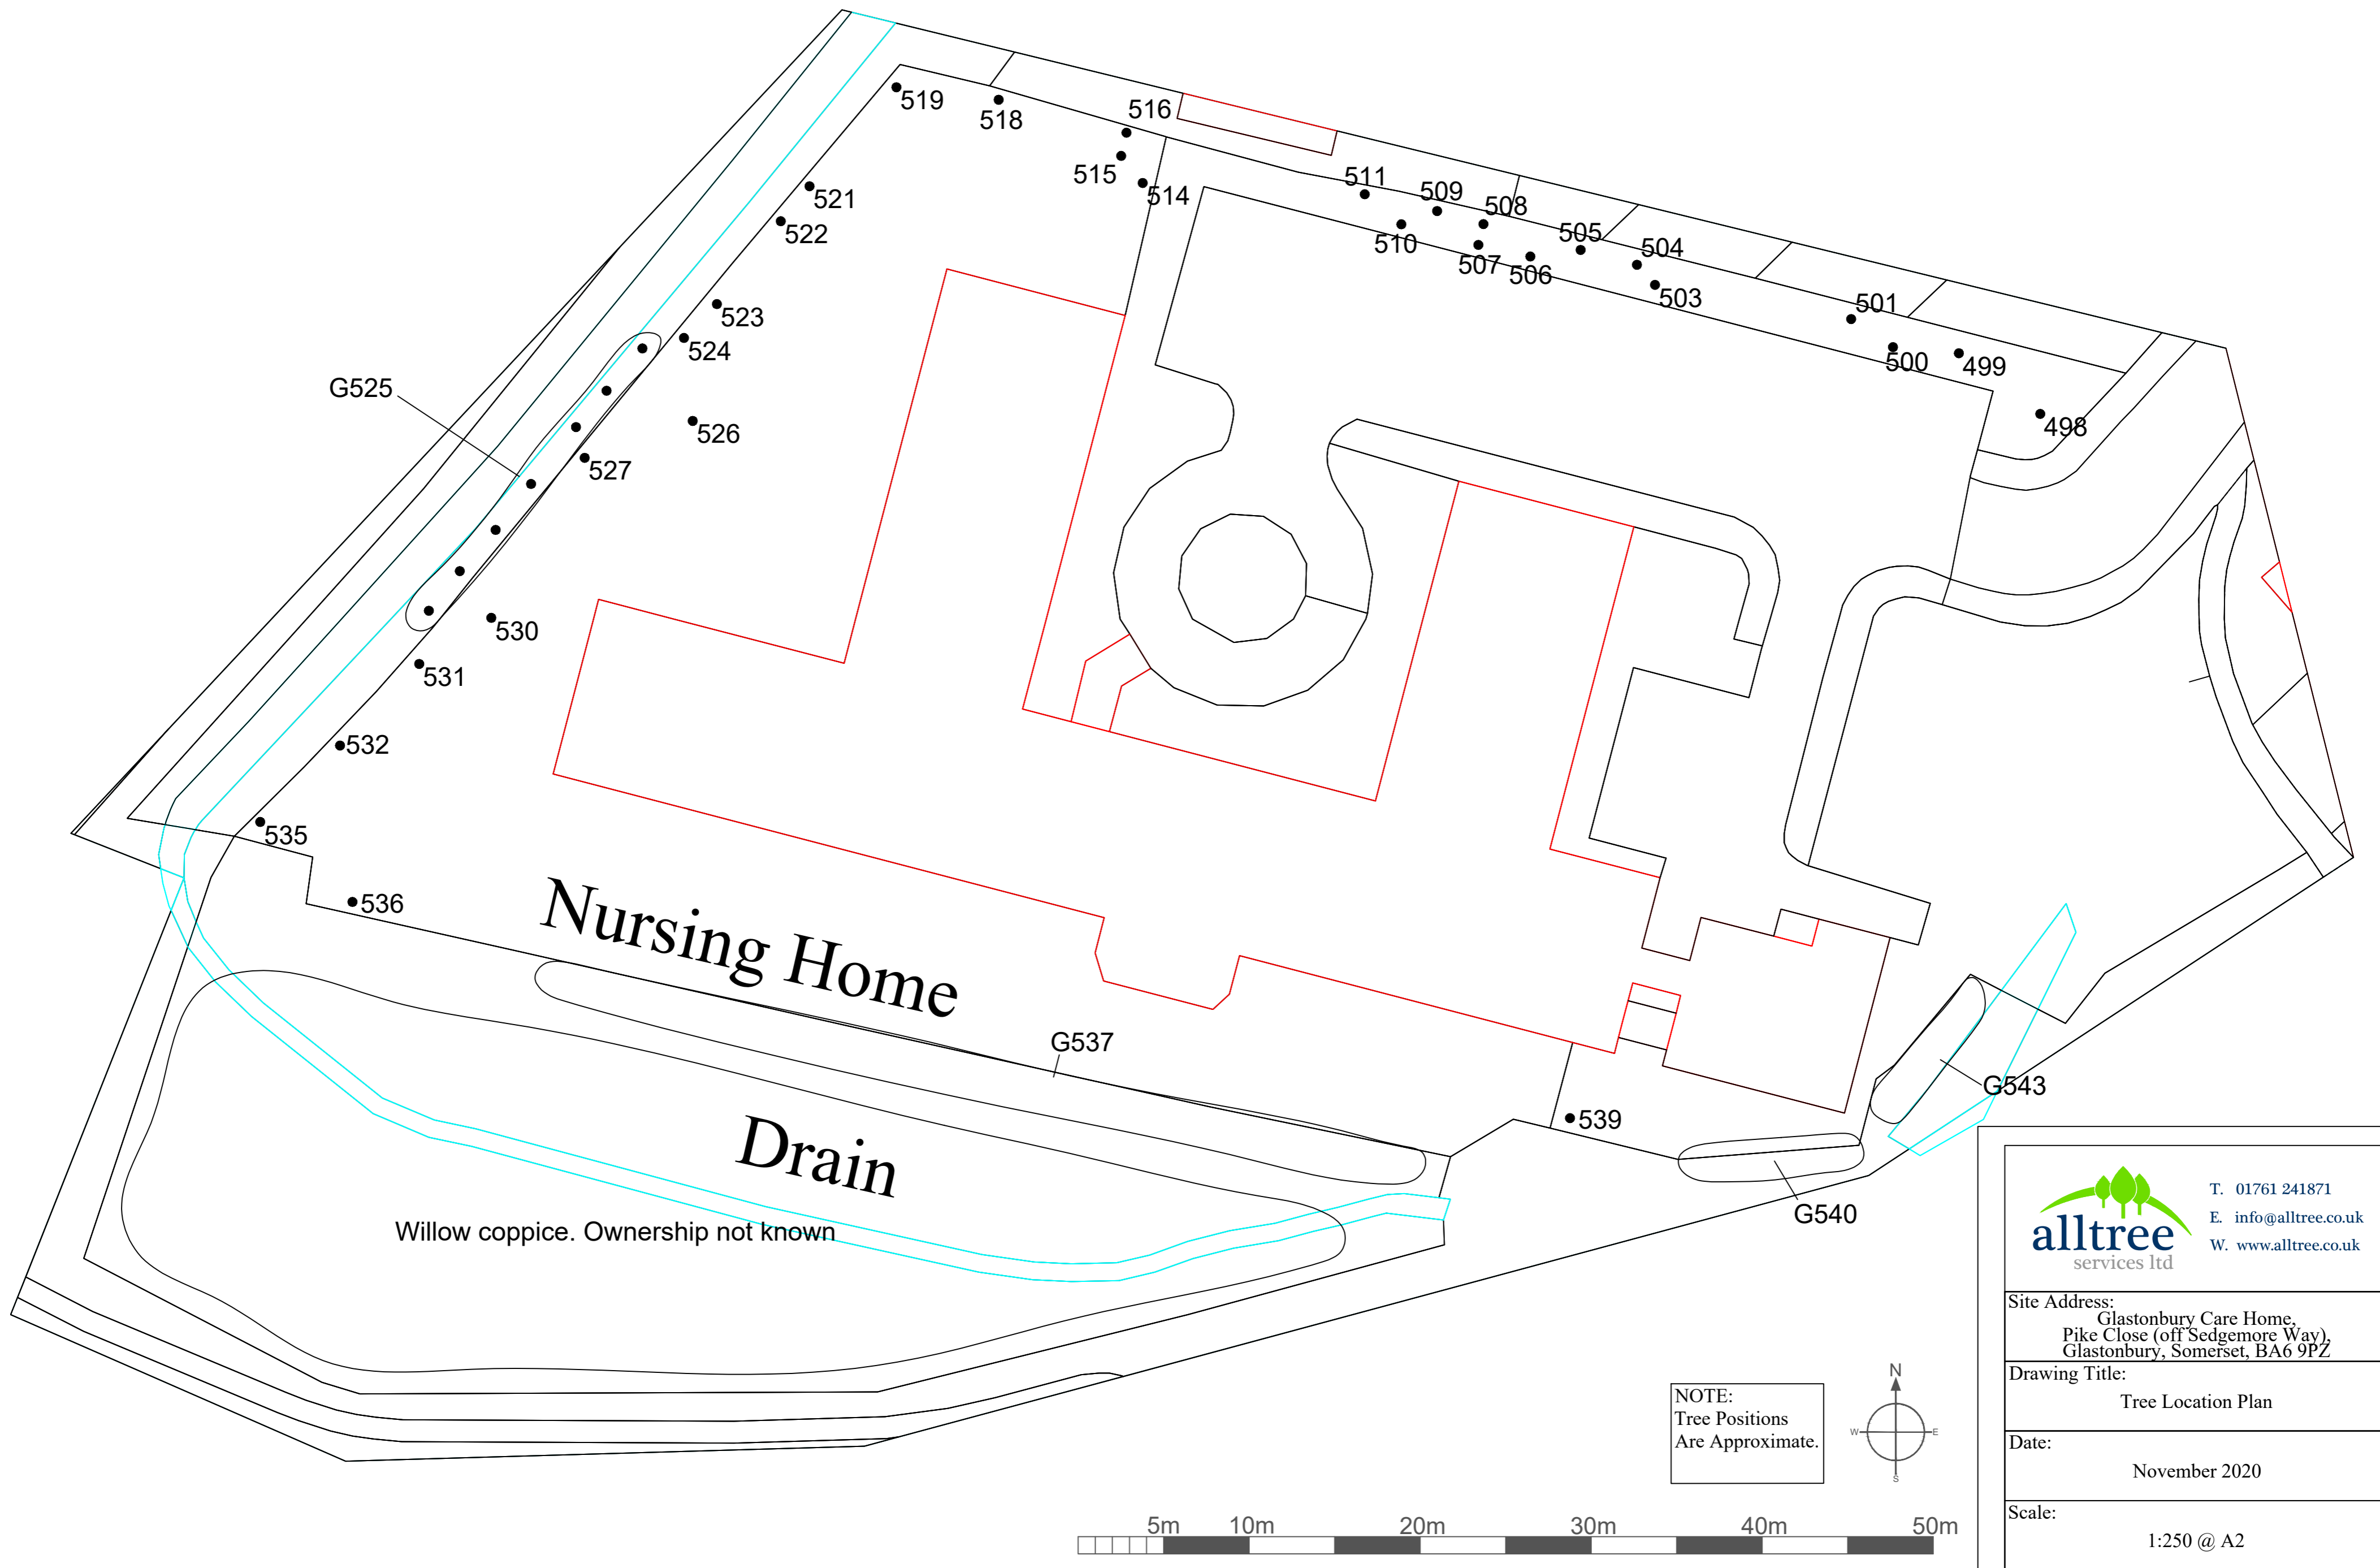 519
518
516
515
514
511
509
508
510
507
506
505
504
503
501
500
499
498
521
522
523
524
G525
526
527
530
531
532
535
536
Nursing Home
G537
Drain
Willow coppice. Ownership not known
539
G540
G543
alltree
services ltd
T. 01761 241871
E. info@alltree.co.uk
W. www.alltree.co.uk
Site Address:
Glastonbury Care Home,
Pike Close (off Sedgemore Way),
Glastonbury, Somerset, BA6 9PZ
Drawing Title:
Tree Location Plan
Date:
November 2020
Scale:
1:250 @ A2
NOTE:
Tree Positions
Are Approximate.
N
W E
S
5m 10m 20m 30m 40m 50m